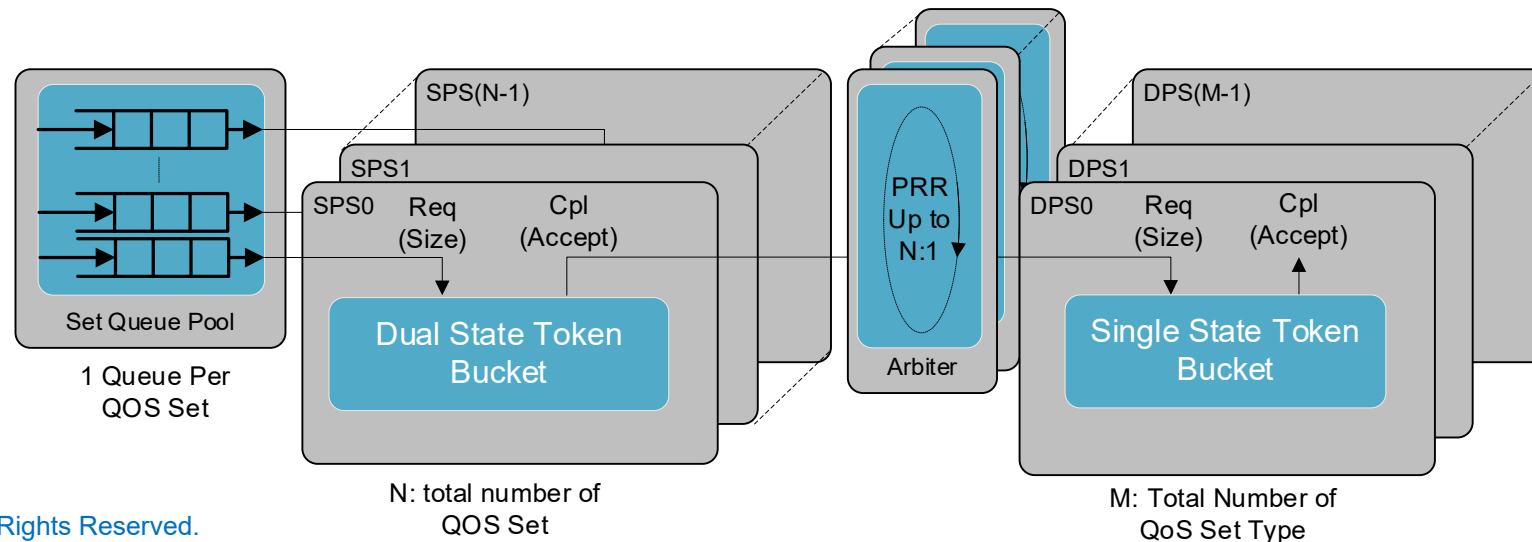 Set Queue Pool
1 Queue Per
QOS Set
SPS(N-1)
SPS1
SPS0
Req
(Size)
Cpl
(Accept)
Dual State Token
Bucket
N: total number of
QOS Set
PRR
Up to
N:1
Arbiter
DPS(M-1)
DPS1
DPS0
Req
(Size)
Cpl
(Accept)
Single State Token
Bucket
M: Total Number of
QoS Set Type
Rights Reserved.